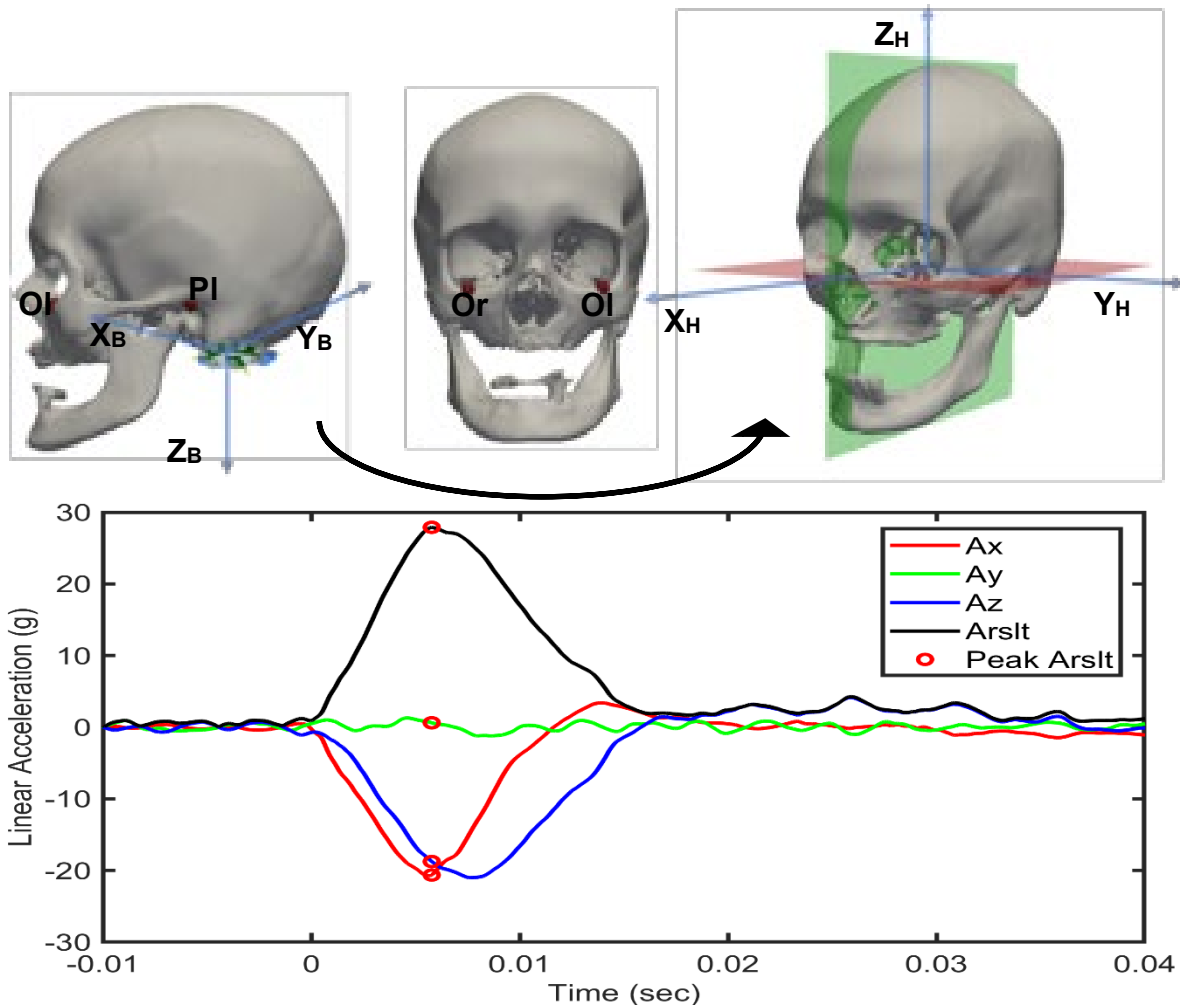 ZH
Ol
Pl
XB
YB
ZB
Or
Ol
XH
YH
30
20
10
0
-10
-20
-30
Linear Acceleration (g)
Ax
Ay
Az
Arslt
Peak Arslt
-0.01
0
0.01
0.02
0.03
0.04
Time (sec)